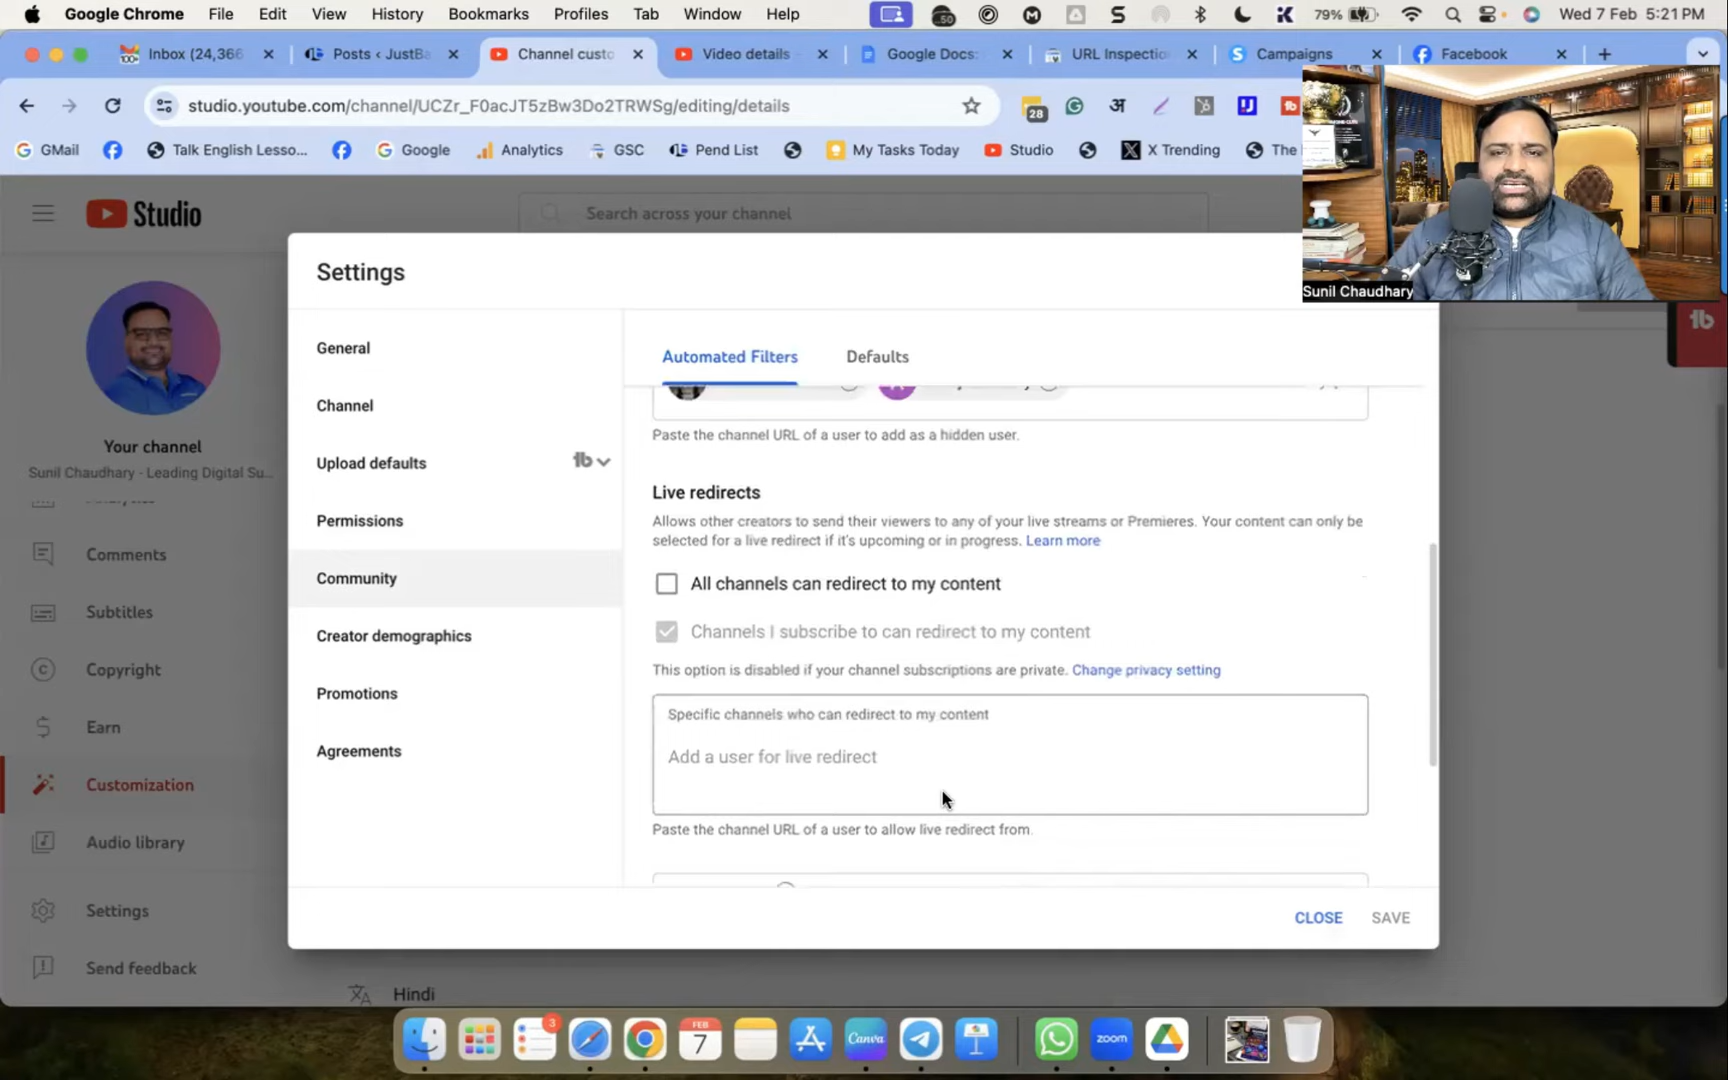 Google Chrome File Edit View History Bookmarks Profiles Tab Window Help .50 79% Wed 7 Feb 5:21 PM
Inbox (24,366 Posts ‹ JustBa Channel custo Video details Google Docs: URL Inspectio Campaigns Facebook
studio.youtube.com/channel/UCZr_F0acJT5zBw3Do2TRWSg/editing/details 28 अ
GMail Talk English Lesso... Google Analytics GSC Pend List My Tasks Today Studio X Trending The
Studio
Search across your channel
Sunil Chaudhary
Your channel
Sunil Chaudhary - Leading Digital Su...
Comments
Subtitles
Copyright
Earn
Customization
Audio library
Settings
Send feedback
Settings
General
Channel
Upload defaults
Permissions
Community
Creator demographics
Promotions
Agreements
Automated Filters Defaults
Paste the channel URL of a user to add as a hidden user.
Live redirects
Allows other creators to send their viewers to any of your live streams or Premieres. Your content can only be
selected for a live redirect if it's upcoming or in progress. Learn more
All channels can redirect to my content
Channels I subscribe to can redirect to my content
This option is disabled if your channel subscriptions are private. Change privacy setting
Specific channels who can redirect to my content
Add a user for live redirect
Paste the channel URL of a user to allow live redirect from.
CLOSE SAVE
Hindi
3
FEB
7
Canva
zoom